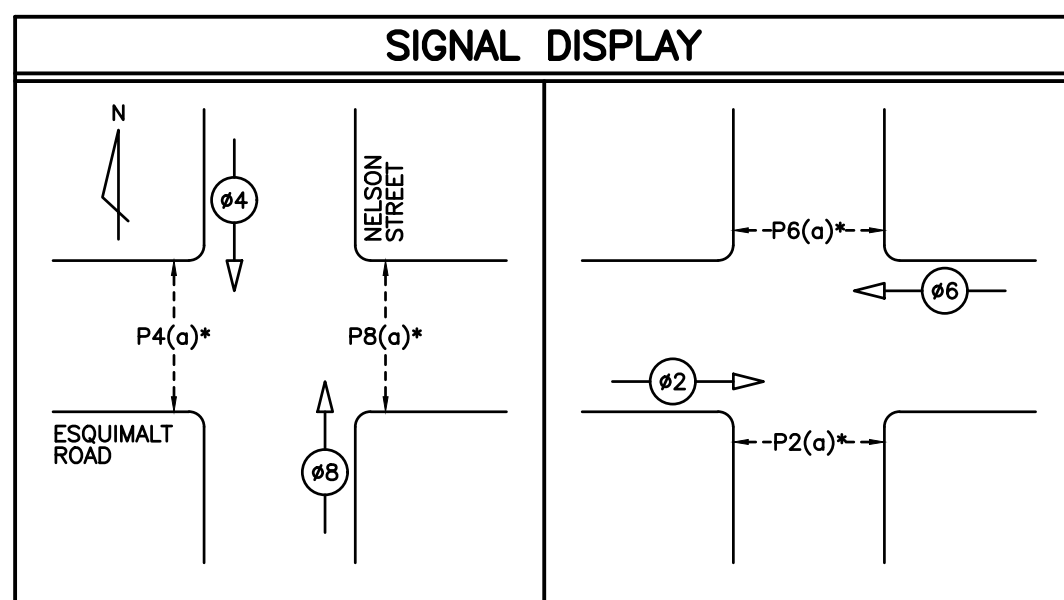 SIGNAL DISPLAY
N
ø4
NELSON
STREET
P4(a)*
P8(a)*
ESQUIMALT
ROAD
ø8
P6(a)*
ø6
ø2
P2(a)*